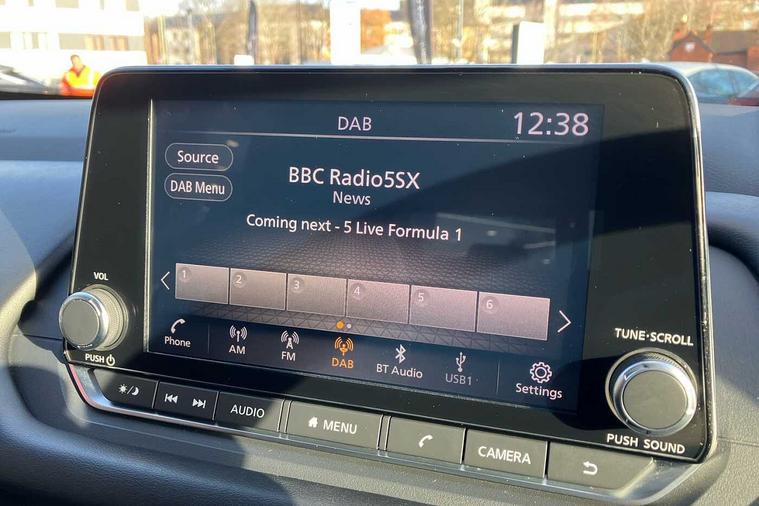 DAB
12:38
Source
DAB Menu
BBC Radio5SX
News
Coming next - 5 Live Formula 1
1 2 3 4 5 6
Phone
AM
FM
DAB
BT Audio
USB1
Settings
VOL
PUSH
TUNE·SCROLL
PUSH SOUND
AUDIO
MENU
CAMERA